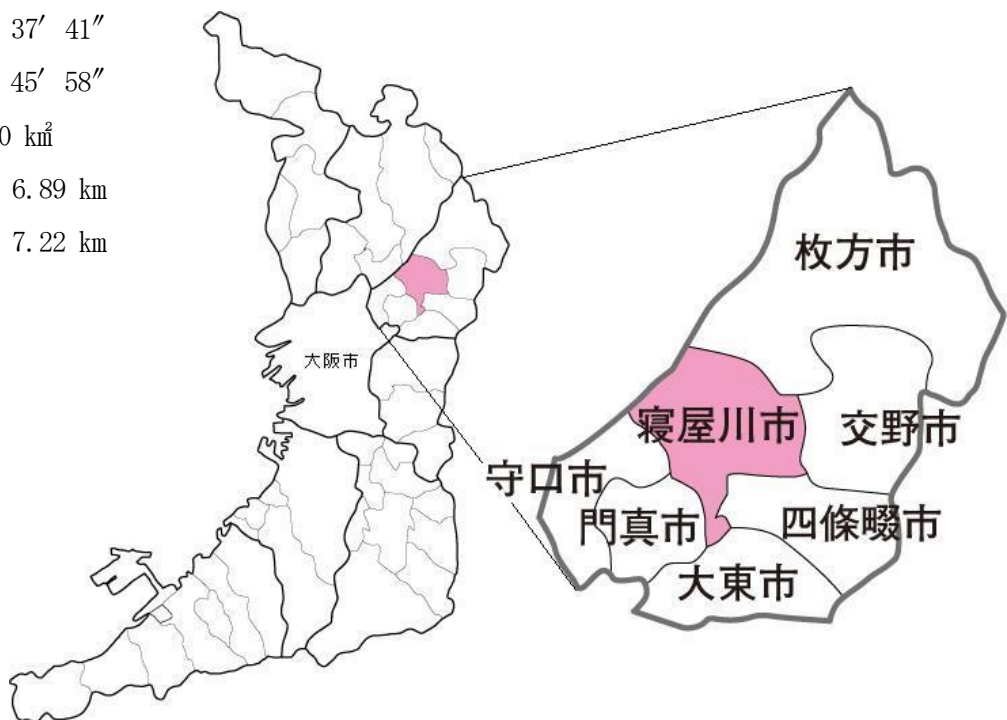 37′ 41″
45′ 58″
0 km²
6.89 km
7.22 km
大阪市
枚方市
寝屋川市
交野市
守口市
門真市
四條畷市
大東市